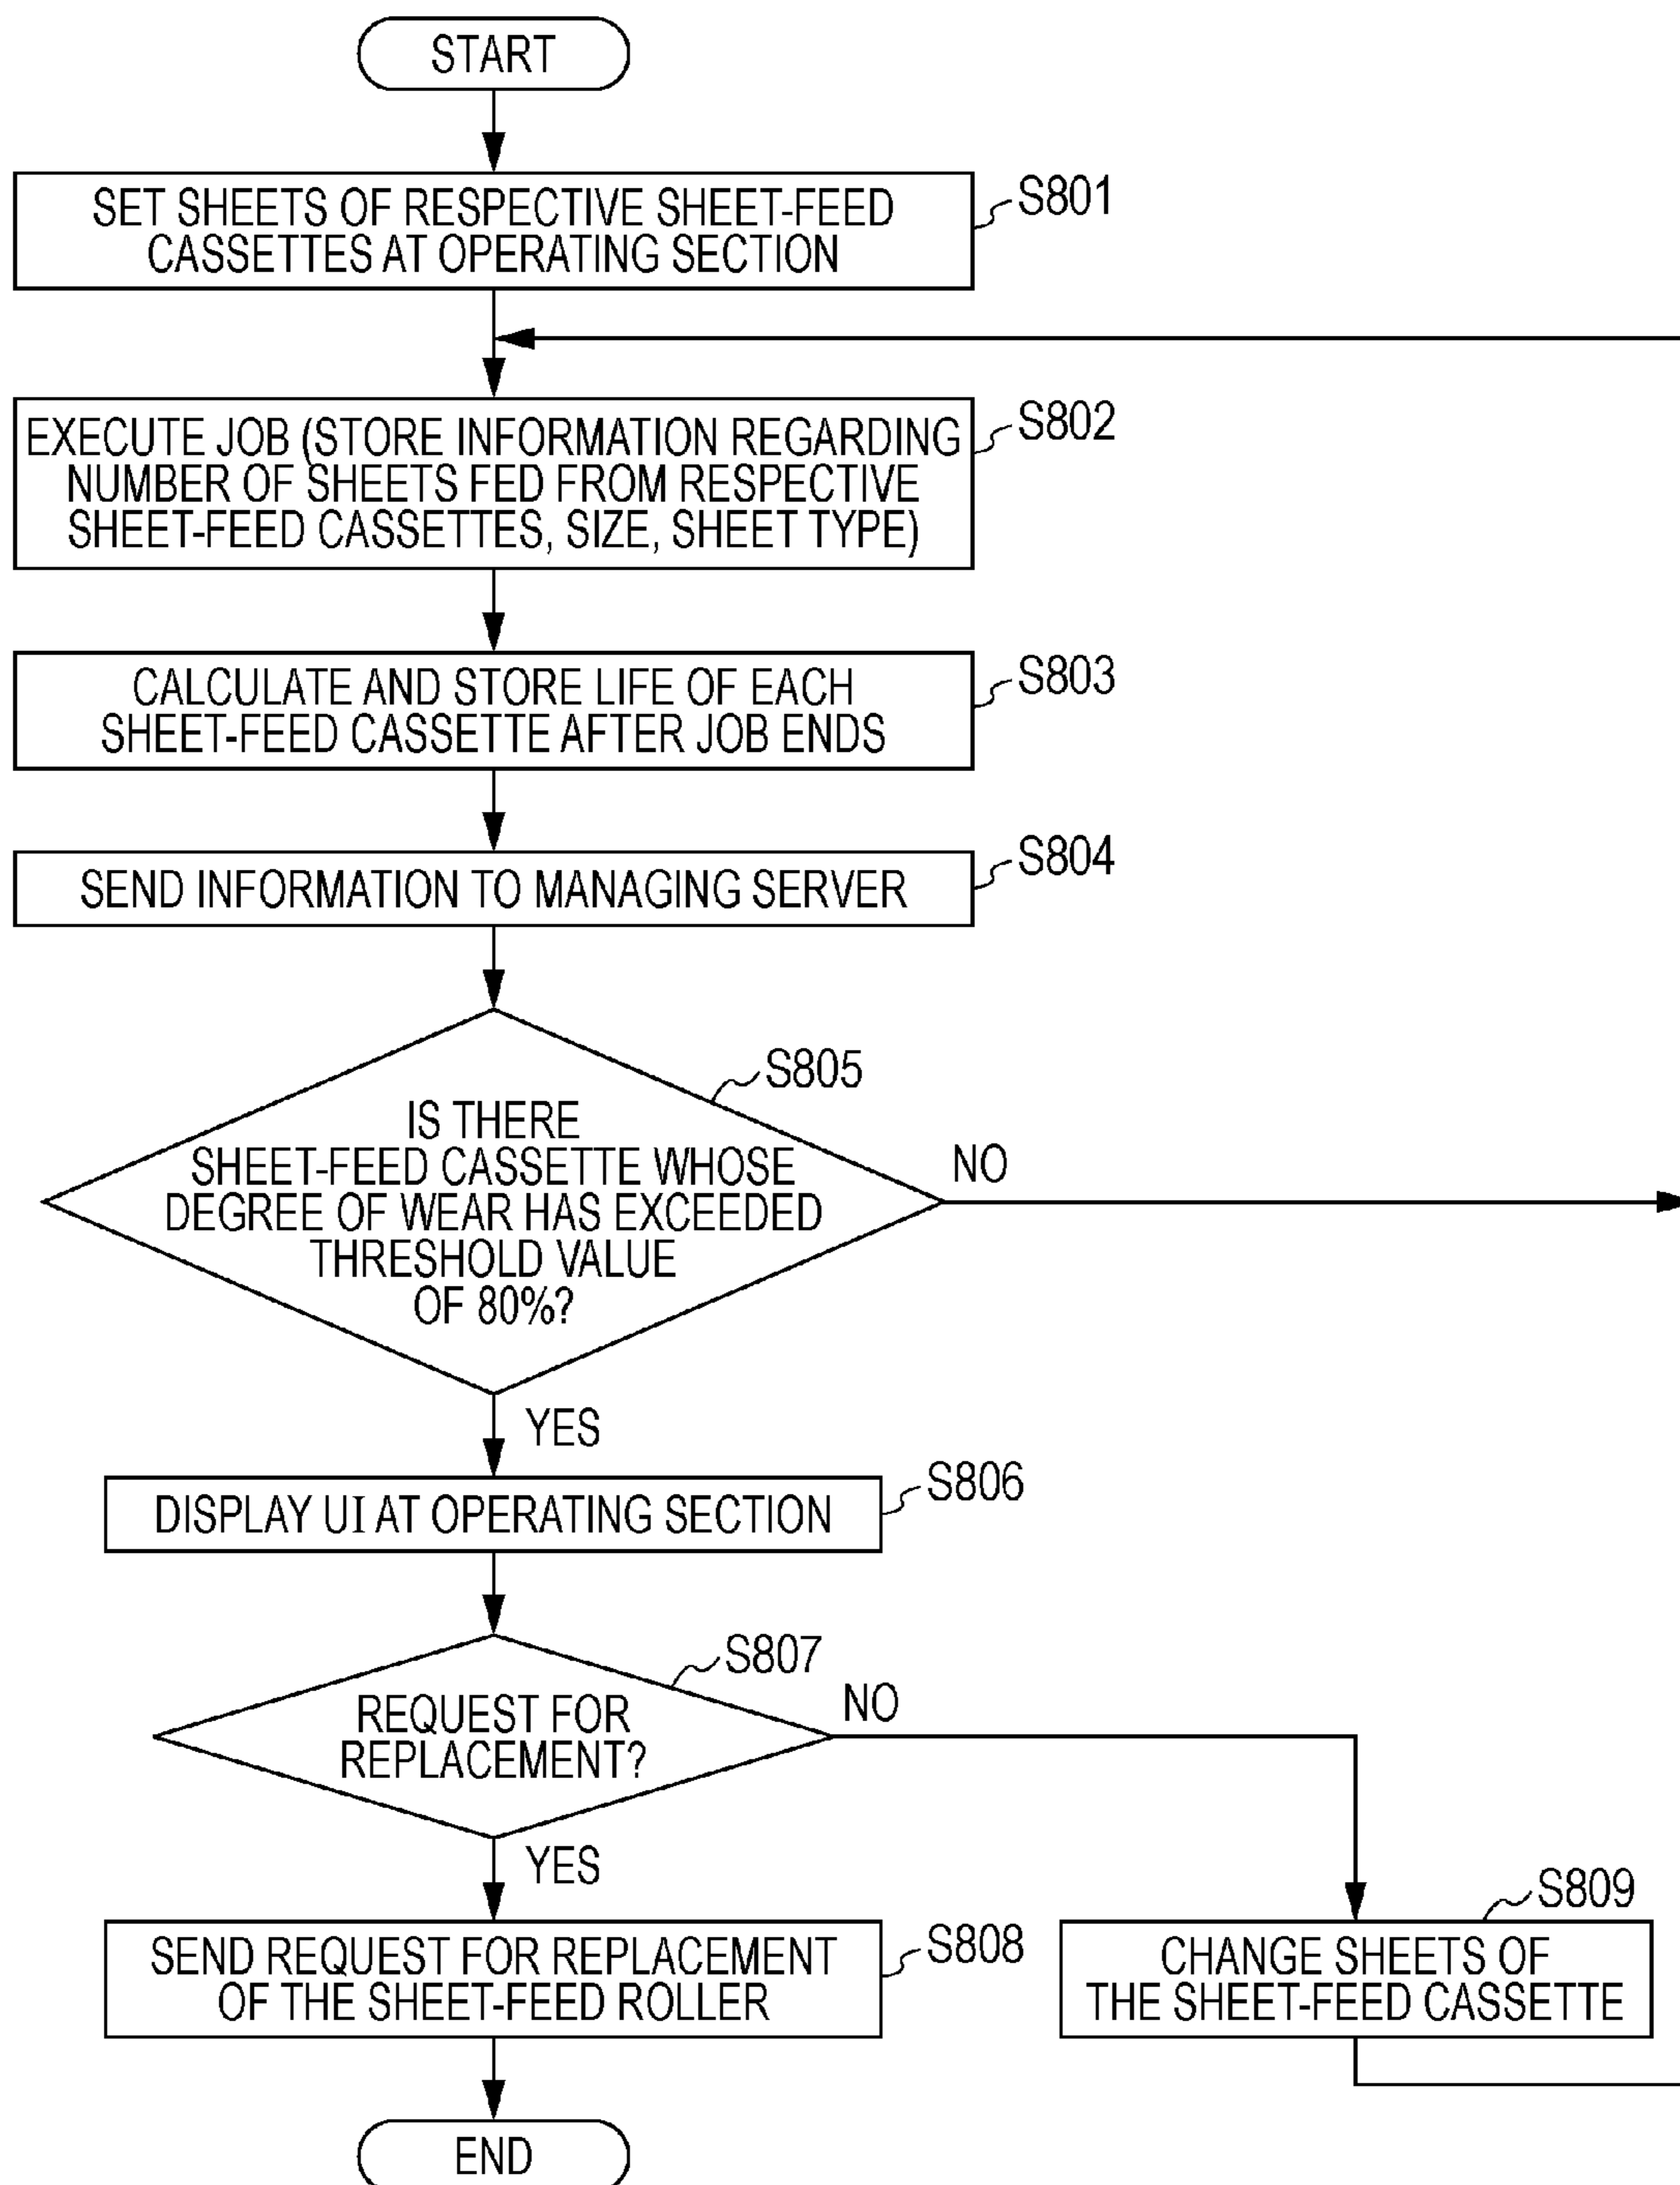 START
SET SHEETS OF RESPECTIVE SHEET-FEED
CASSETTES AT OPERATING SECTION
S801
EXECUTE JOB (STORE INFORMATION REGARDING
NUMBER OF SHEETS FED FROM RESPECTIVE
SHEET-FEED CASSETTES, SIZE, SHEET TYPE)
S802
CALCULATE AND STORE LIFE OF EACH
SHEET-FEED CASSETTE AFTER JOB ENDS
S803
SEND INFORMATION TO MANAGING SERVER
S804
S805
IS THERE
SHEET-FEED CASSETTE WHOSE
DEGREE OF WEAR HAS EXCEEDED
THRESHOLD VALUE
OF 80%?
NO
YES
DISPLAY UI AT OPERATING SECTION
S806
S807
REQUEST FOR
REPLACEMENT?
NO
YES
SEND REQUEST FOR REPLACEMENT
OF THE SHEET-FEED ROLLER
S808
S809
CHANGE SHEETS OF
THE SHEET-FEED CASSETTE
END